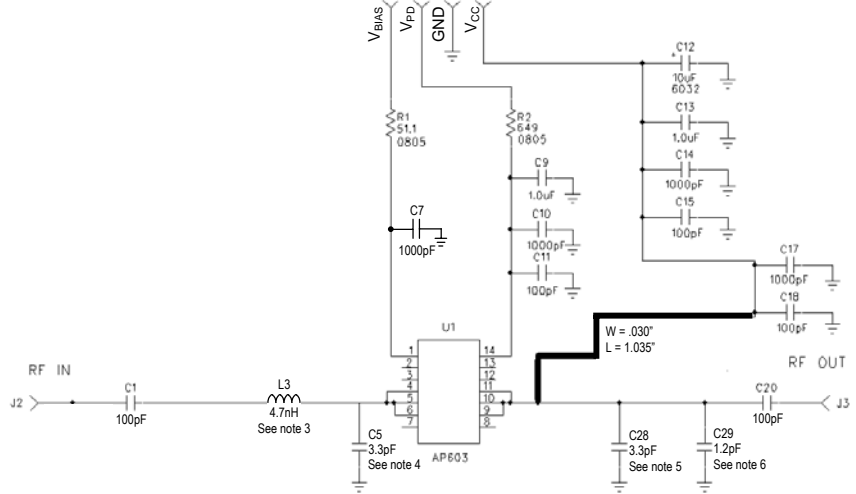 VBIAS
VPD
GND
VCC
C12
10uF
6032
R1
51.1
0805
R2
649
0805
C13
1.0uF
C14
1000pF
C9
1.0uF
C15
100pF
C7
1000pF
C10
1000pF
C11
100pF
C17
1000pF
C18
100pF
U1
W = .030"
L = 1.035"
1
2
3
4
5
6
7
14
13
12
11
10
9
8
AP603
RF IN
J2
C1
100pF
L3
4.7nH
See note 3
C5
3.3pF
See note 4
RF OUT
C20
100pF
J3
C28
3.3pF
See note 5
C29
1.2pF
See note 6